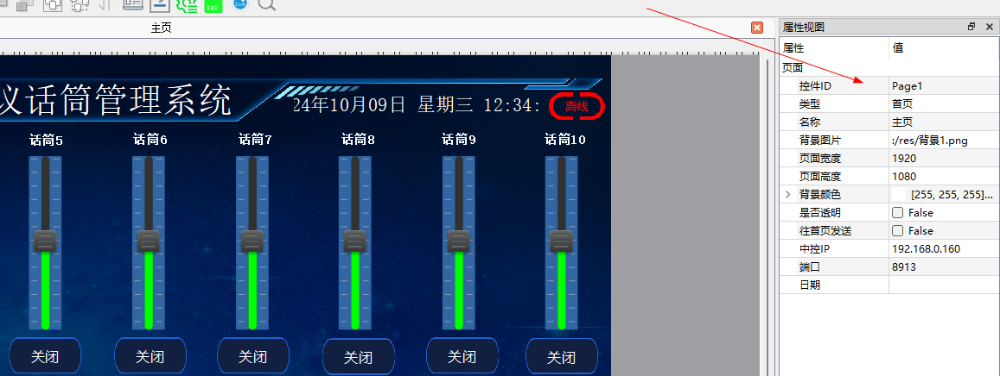 EXE
Lua
主页
属性视图
属性 值
页面
控件ID Page1
类型 首页
名称 主页
背景图片 :/res/背景1.png
页面宽度 1920
页面高度 1080
背景颜色 [255, 255, 255]...
是否透明 False
往首页发送 False
中控IP 192.168.0.160
端口 8913
日期
议话筒管理系统
24年10月09日 星期三 12:34:
离线
话筒5 话筒6 话筒7 话筒8 话筒9 话筒10
关闭 关闭 关闭 关闭 关闭 关闭